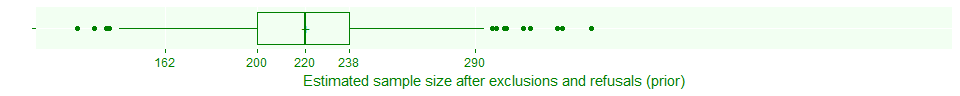 162 200 220 238 290
Estimated sample size after exclusions and refusals (prior)